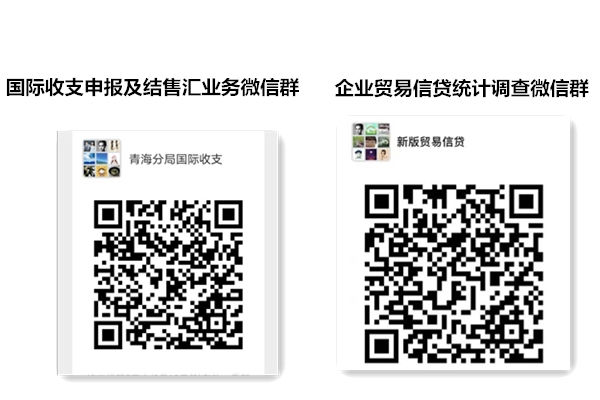 国际收支申报及结售汇业务微信群
企业贸易信贷统计调查微信群
青海分局国际收支
新版贸易信贷